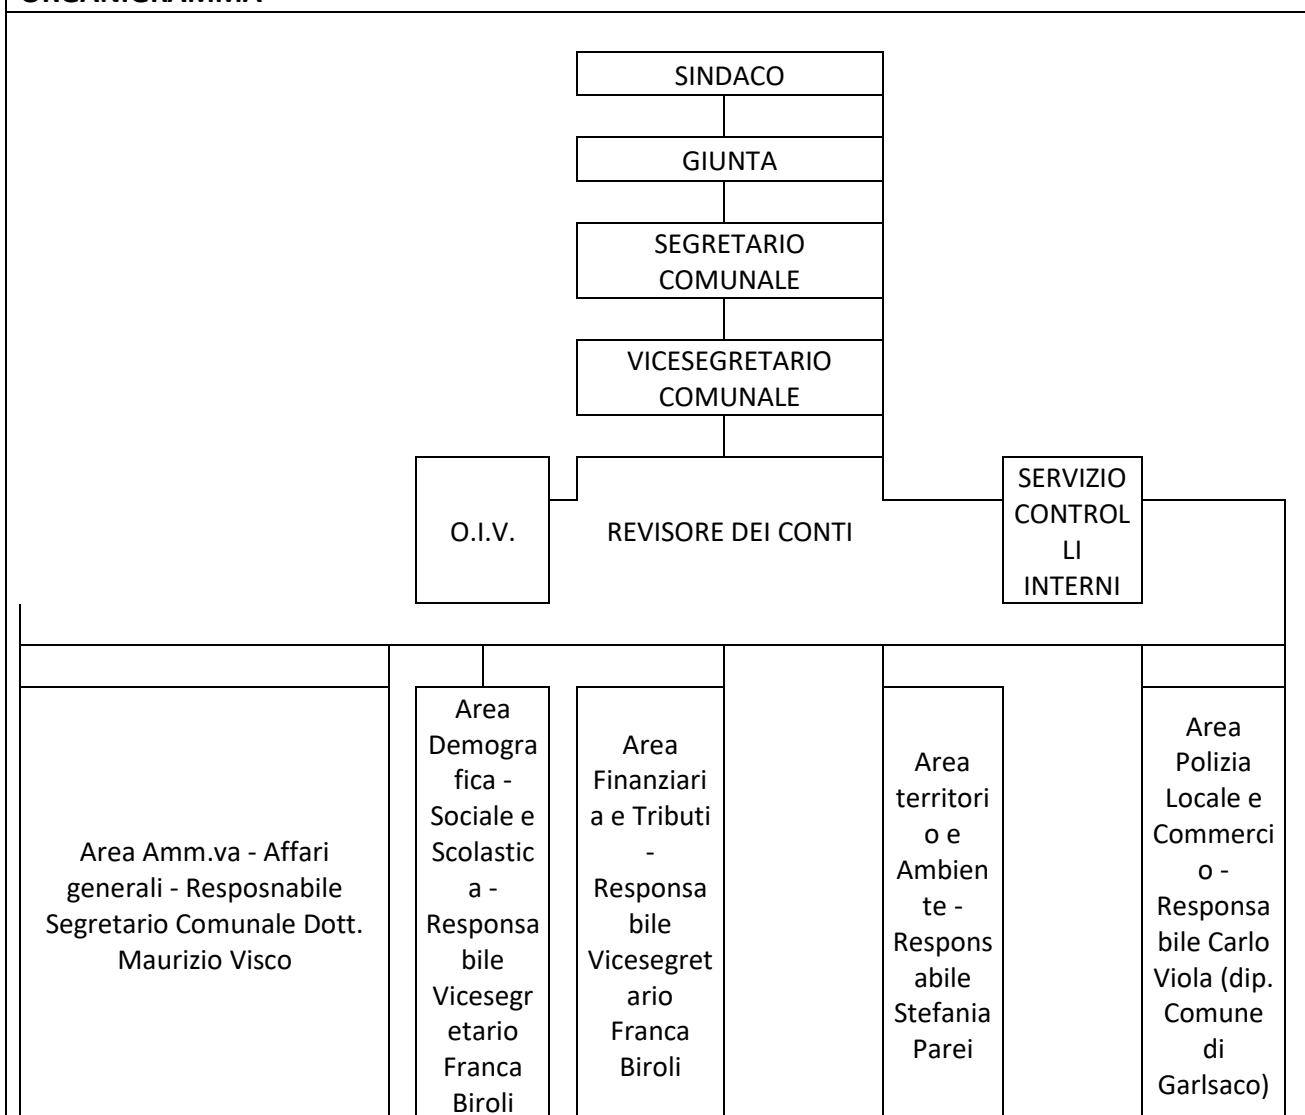 ORGANIGRAMMA
SINDACO
GIUNTA
SEGRETARIO
COMUNALE
VICESEGRETARIO
COMUNALE
O.I.V.
REVISORE DEI CONTI
SERVIZIO
CONTROL
LI
INTERNI
Area Amm.va - Affari
generali - Resposnabile
Segretario Comunale Dott.
Maurizio Visco
Area
Demogra
fica -
Sociale e
Scolastic
a -
Responsa
bile
Vicesegr
etario
Franca
Biroli
Area
Finanziari
a e Tributi
-
Responsa
bile
Vicesegret
ario
Franca
Biroli
Area
territori
o e
Ambien
te -
Respons
abile
Stefania
Parei
Area
Polizia
Locale e
Commerci
o -
Responsa
bile Carlo
Viola (dip.
Comune
di
Garlsaco)